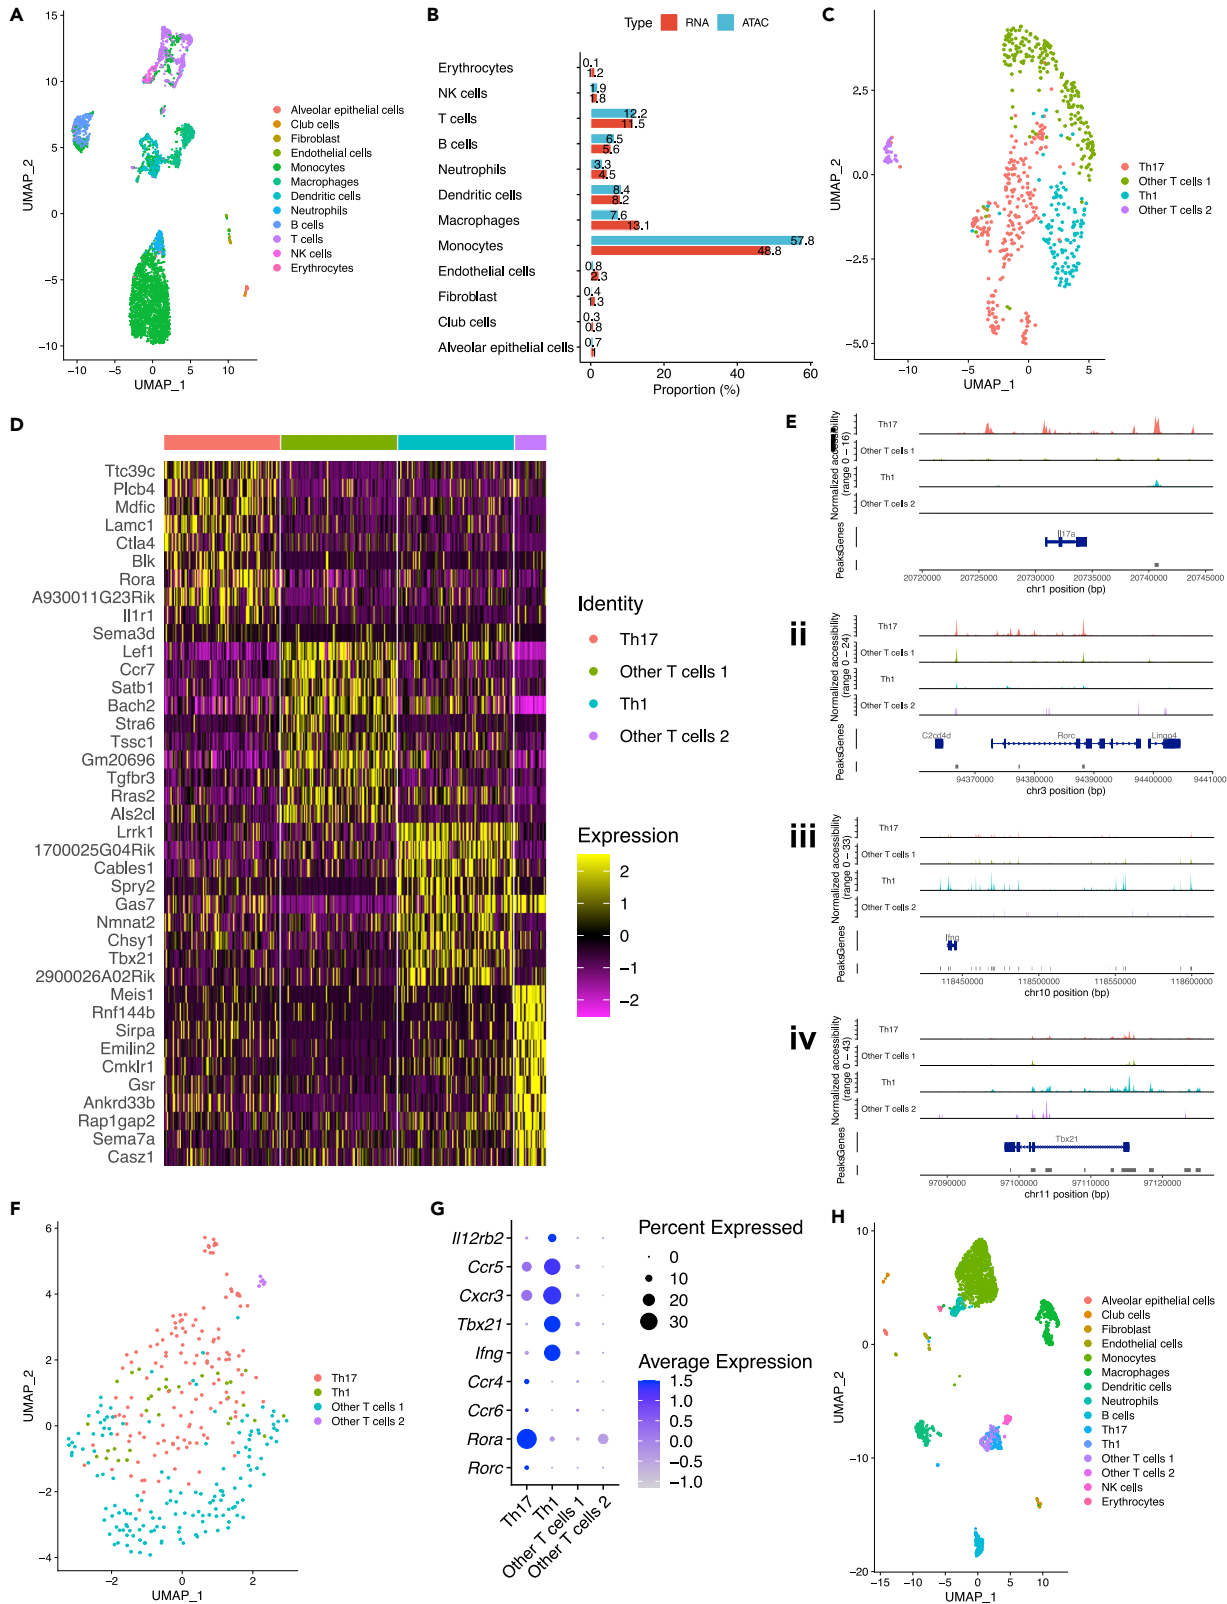 A
15
10
5
0
−5
−10
UMAP_2
−10
0
10
UMAP_1
Alveolar epithelial cells
Club cells
Fibroblast
Endothelial cells
Monocytes
Macrophages
Dendritic cells
Neutrophils
B cells
T cells
NK cells
Erythrocytes
B
Type RNA ATAC
Erythrocytes 0.1 1.2
NK cells 1.9 1.8
T cells 12.2 11.5
B cells 6.5 5.6
Neutrophils 3.3 4.5
Dendritic cells 8.4 8.2
Macrophages 7.6 13.1
Monocytes 57.8 48.8
Endothelial cells 0.8 2.3
Fibroblast 0.4 1.3
Club cells 0.3 0.8
Alveolar epithelial cells 0.7 1
0 20 40 60
Proportion (%)
C
2.5
0.0
−2.5
−5.0
UMAP_2
−10 −5 0 5
UMAP_1
Th17
Other T cells 1
Th1
Other T cells 2
D
Ttc39c
Plcb4
Mdfic
Lamc1
Ctla4
Blk
Rora
A930011G23Rik
Il1r1
Sema3d
Lef1
Ccr7
Satb1
Bach2
Stra6
Tssc1
Gm20696
Tgfbr3
Rras2
Als2cl
Lrrk1
1700025G04Rik
Cables1
Spry2
Gas7
Nmnat2
Chsy1
Tbx21
2900026A02Rik
Meis1
Rnf144b
Sirpa
Emilin2
Cmklr1
Gsr
Ankrd33b
Rap1gap2
Sema7a
Casz1
Identity
Th17
Other T cells 1
Th1
Other T cells 2
Expression
2
1
0
−1
−2
E
i
Normalized accessibility
(range 0 − 16)
Th17
Other T cells 1
Th1
Other T cells 2
Genes
Il17a
Peaks
20720000 20725000 20730000 20735000 20740000 20745000
chr1 position (bp)
ii
Normalized accessibility
(range 0 − 24)
Th17
Other T cells 1
Th1
Other T cells 2
Genes
C2cd4d Rorc Lingo4
Peaks
94370000 94380000 94390000 94400000 9441000
chr3 position (bp)
iii
Normalized accessibility
(range 0 − 33)
Th17
Other T cells 1
Th1
Other T cells 2
Genes
Ifng
Peaks
118450000 118500000 118550000 118600000
chr10 position (bp)
iv
Normalized accessibility
(range 0 − 43)
Th17
Other T cells 1
Th1
Other T cells 2
Genes
Tbx21
Peaks
97090000 97100000 97110000 97120000
chr11 position (bp)
F
6
4
2
0
−2
−4
UMAP_2
−2 0 2
UMAP_1
Th17
Th1
Other T cells 1
Other T cells 2
G
Il12rb2
Ccr5
Cxcr3
Tbx21
Ifng
Ccr4
Ccr6
Rora
Rorc
Th17
Th1
Other T cells 1
Other T cells 2
Percent Expressed
0
10
20
30
Average Expression
1.5
1.0
0.5
0.0
−0.5
−1.0
H
10
0
−10
−20
UMAP_2
−15 −10 −5 0 5 10
UMAP_1
Alveolar epithelial cells
Club cells
Fibroblast
Endothelial cells
Monocytes
Macrophages
Dendritic cells
Neutrophils
B cells
Th17
Th1
Other T cells 1
Other T cells 2
NK cells
Erythrocytes